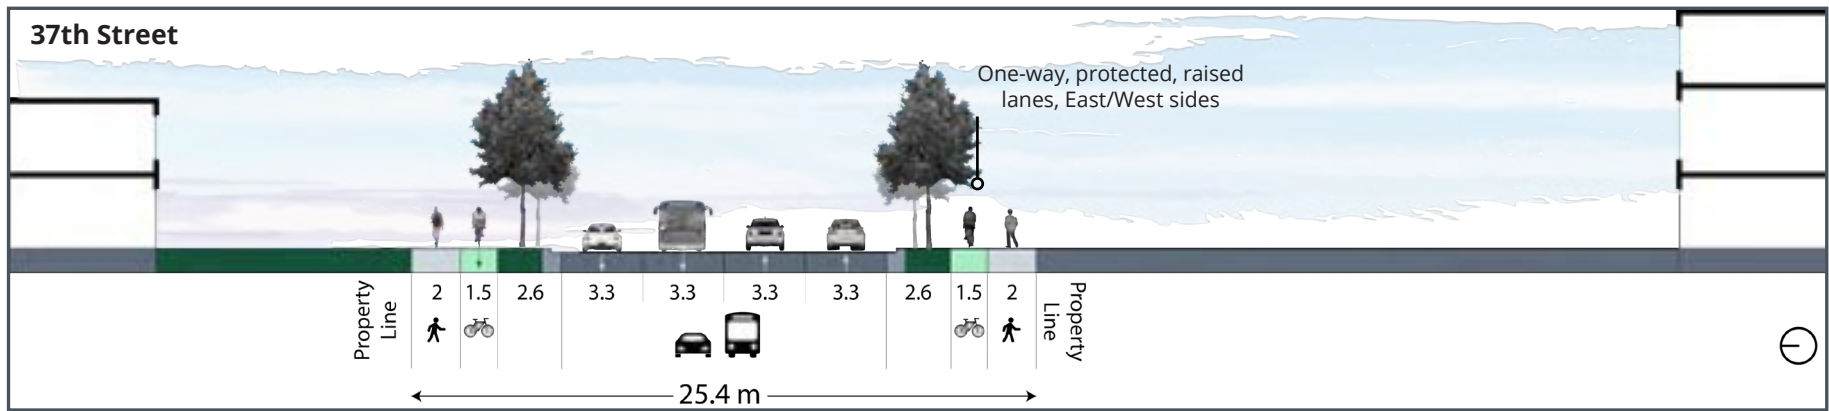 37th Street
One-way, protected, raised
lanes, East/West sides
Property
Line
2
1.5
2.6
3.3
3.3
3.3
3.3
2.6
1.5
2
Property
Line
25.4 m